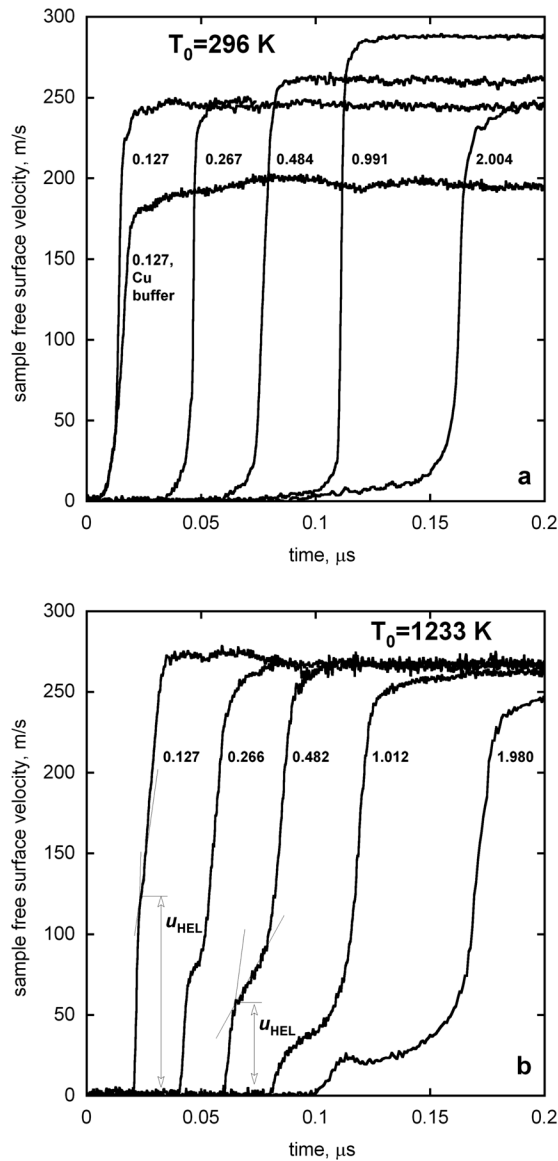 300
250
200
150
100
50
0
sample free surface velocity, m/s
T0=296 K
0.127
0.267
0.484
0.991
2.004
0.127,
Cu
buffer
a
0
0.05
0.1
0.15
0.2
time, μs
300
250
200
150
100
50
0
sample free surface velocity, m/s
T0=1233 K
0.127
0.266
0.482
1.012
1.980
uHEL
uHEL
b
0
0.05
0.1
0.15
0.2
time, μs